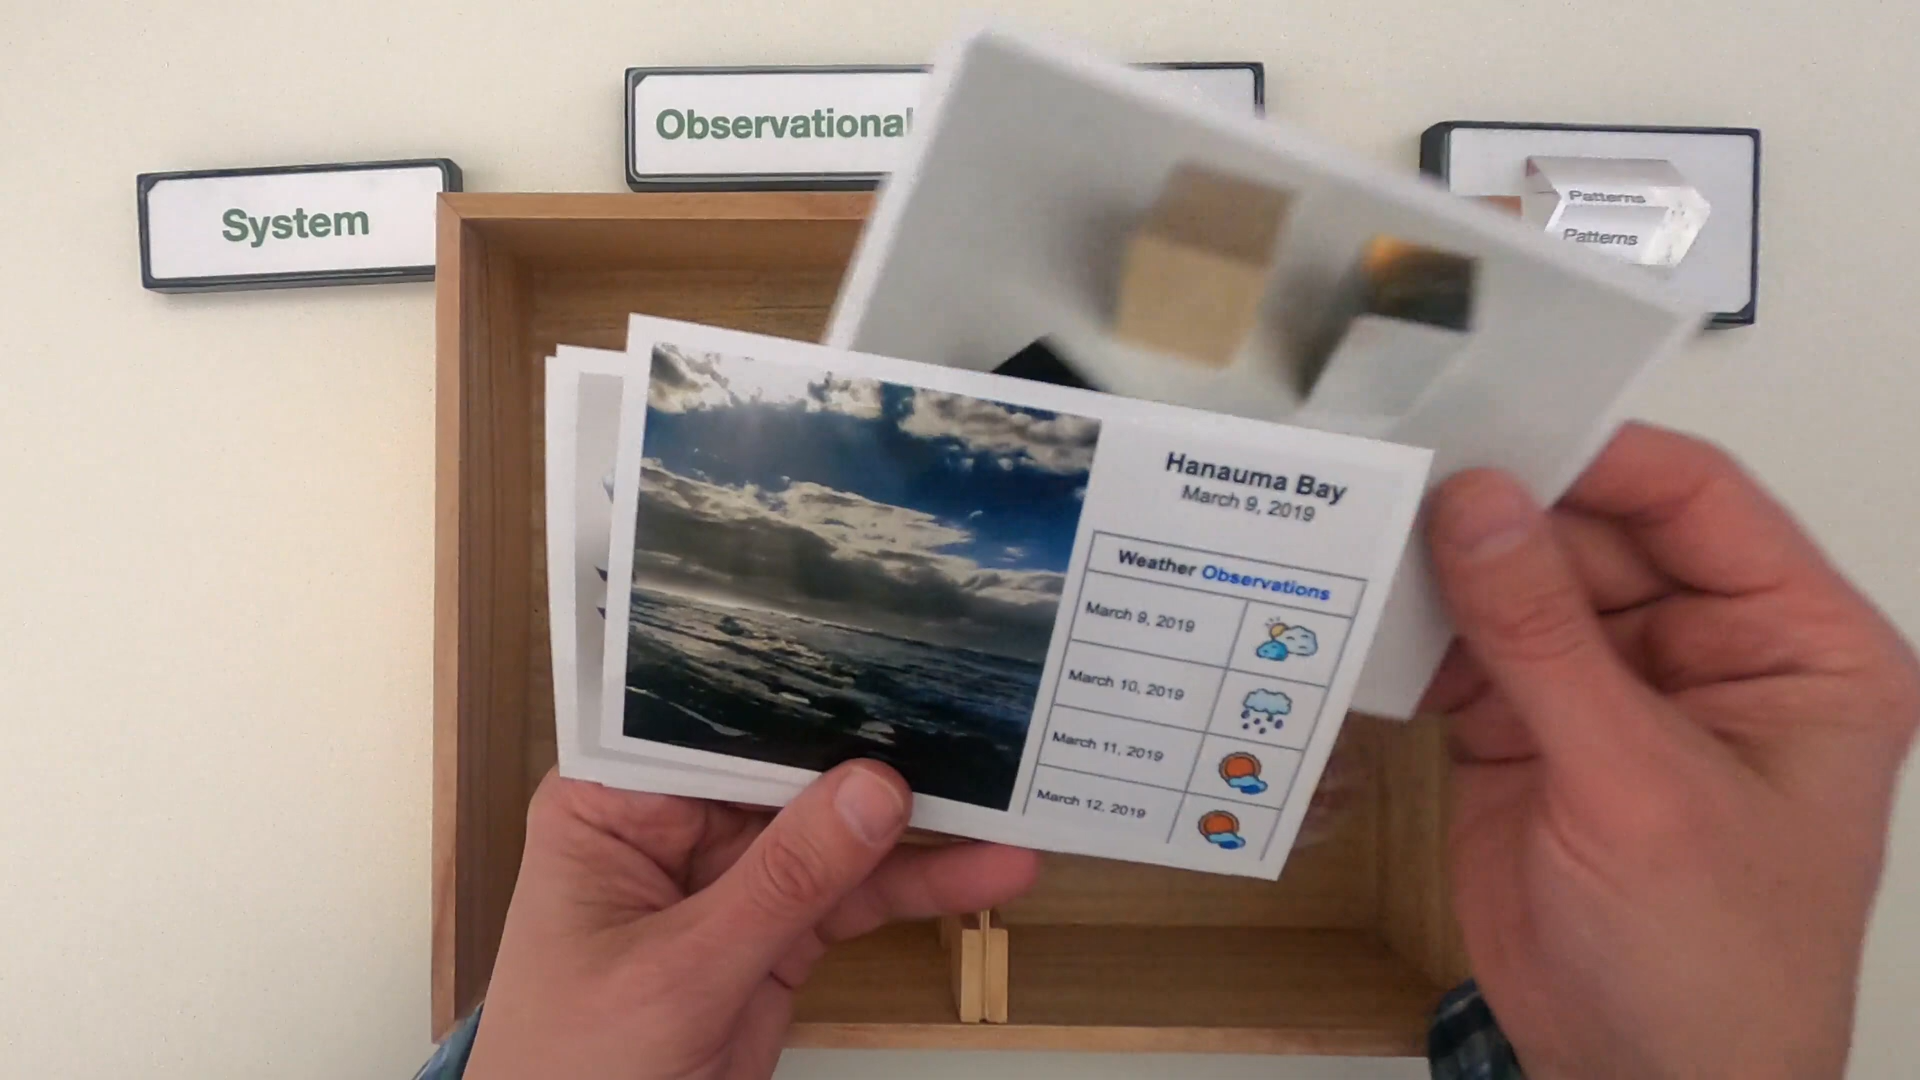 System
Observational
Patterns
Patterns
Hanauma Bay
March 9, 2019
Weather Observations
March 9, 2019
March 10, 2019
March 11, 2019
March 12, 2019